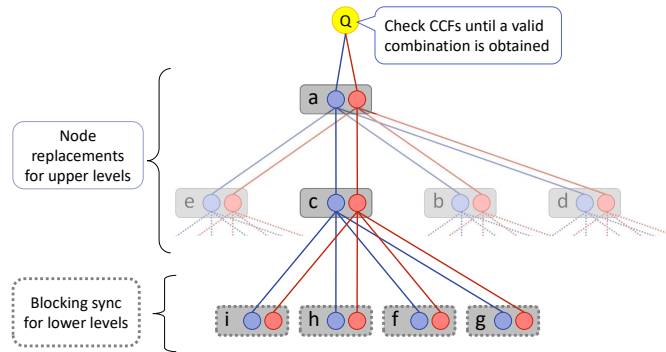 Q
Check CCFs until a valid
combination is obtained
a
Node
replacements
for upper levels
e
c
b
d
Blocking sync
for lower levels
i
h
f
g